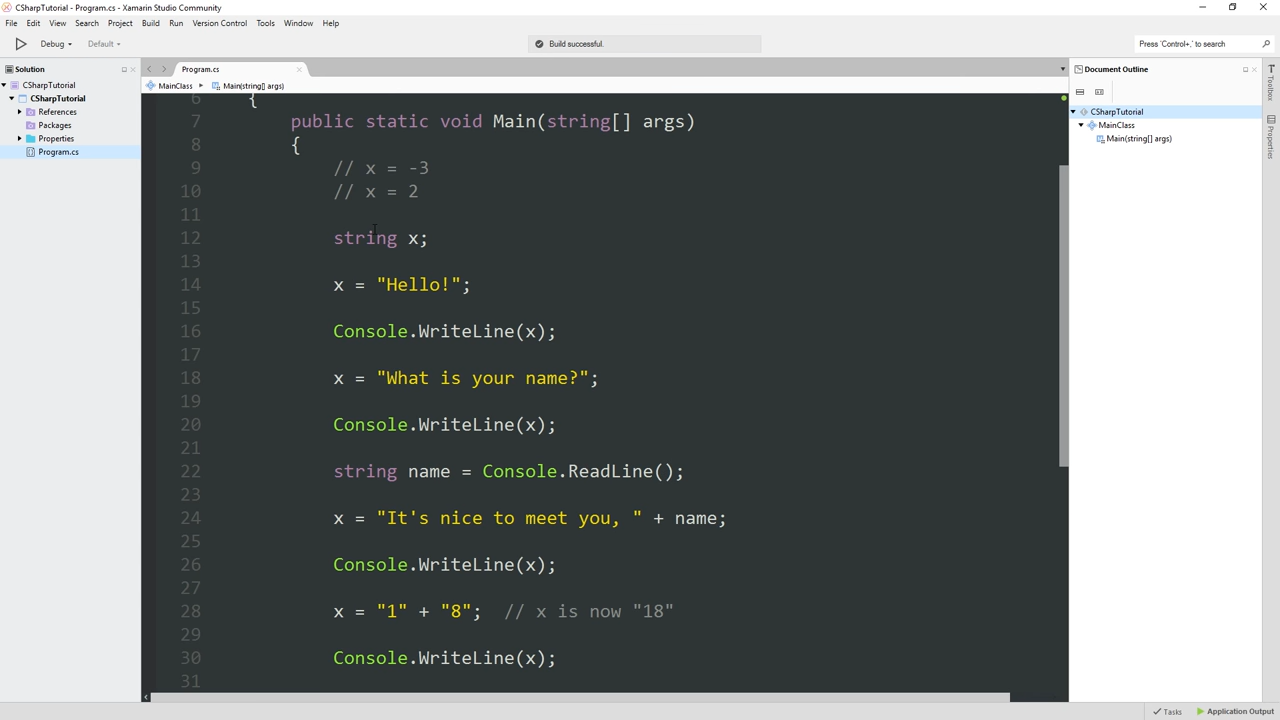 CSharpTutorial - Program.cs - Xamarin Studio Community
File Edit View Search Project Build Run Version Control Tools Window Help
Debug Default Build successful. Press 'Control+,' to search
Solution
CSharpTutorial
CSharpTutorial
References
Packages
Properties
Program.cs
Program.cs
MainClass Main(string[] args)
6 {
7 public static void Main(string[] args)
8 {
9 // x = -3
10 // x = 2
11
12 string x;
13
14 x = "Hello!";
15
16 Console.WriteLine(x);
17
18 x = "What is your name?";
19
20 Console.WriteLine(x);
21
22 string name = Console.ReadLine();
23
24 x = "It's nice to meet you, " + name;
25
26 Console.WriteLine(x);
27
28 x = "1" + "8"; // x is now "18"
29
30 Console.WriteLine(x);
31
Document Outline
CSharpTutorial
MainClass
Main(string[] args)
Toolbox
Properties
Tasks Application Output